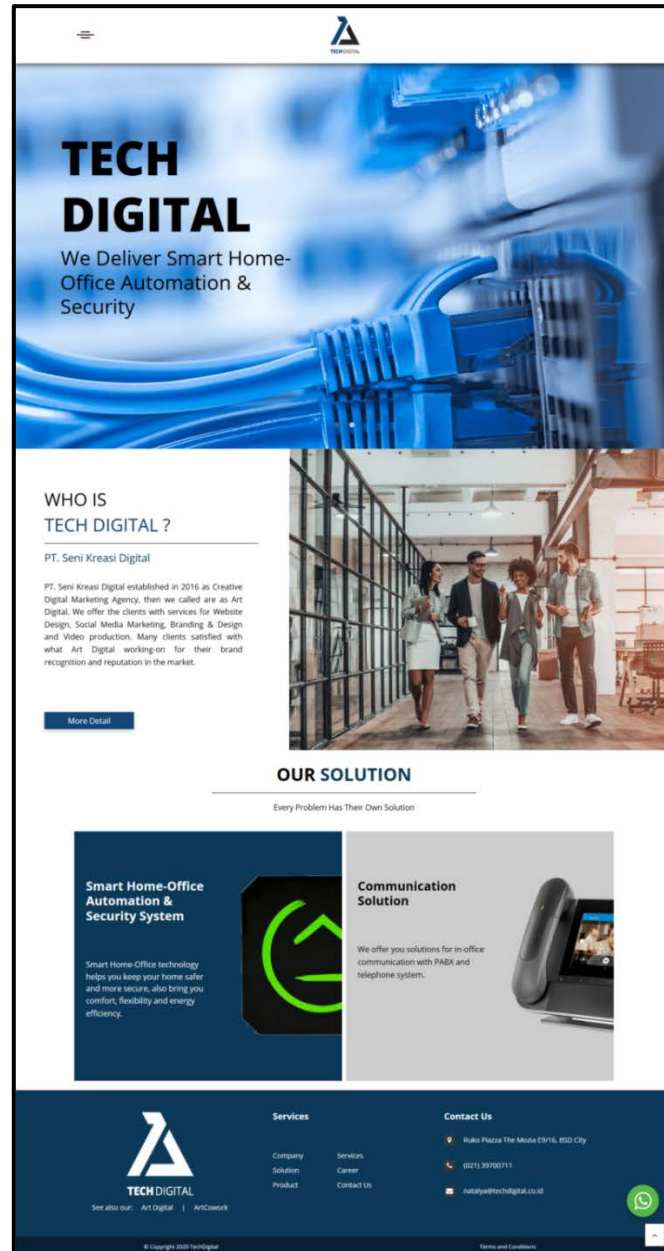 TECH DIGITAL
TECH
DIGITAL
We Deliver Smart Home-
Office Automation &
Security
WHO IS
TECH DIGITAL ?
PT. Seni Kreasi Digital
PT. Seni Kreasi Digital established in 2016 as Creative
Digital Marketing Agency, then we called are as Art
Digital. We offer the clients with services for Website
Design, Social Media Marketing, Branding & Design
and Video production. Many clients satisfied with
what Art Digital working-on for their brand
recognition and reputation in the market.
More Detail
OUR SOLUTION
Every Problem Has Their Own Solution
Smart Home-Office
Automation &
Security System
Smart Home-Office technology
helps you keep your home safer
and more secure, also bring you
comfort, flexibility and energy
efficiency.
Communication
Solution
We offer you solutions for in-office
communication with PABX and
telephone system.
TECH DIGITAL
See also our: Art Digital | ArtCowork
Services
Company Services
Solution Career
Product Contact Us
Contact Us
Ruko Piazza The Mozia E9/16, BSD City
(021) 39700711
natalya@techdigital.co.id
© Copyright 2020 TechDigital
Terms and Conditions